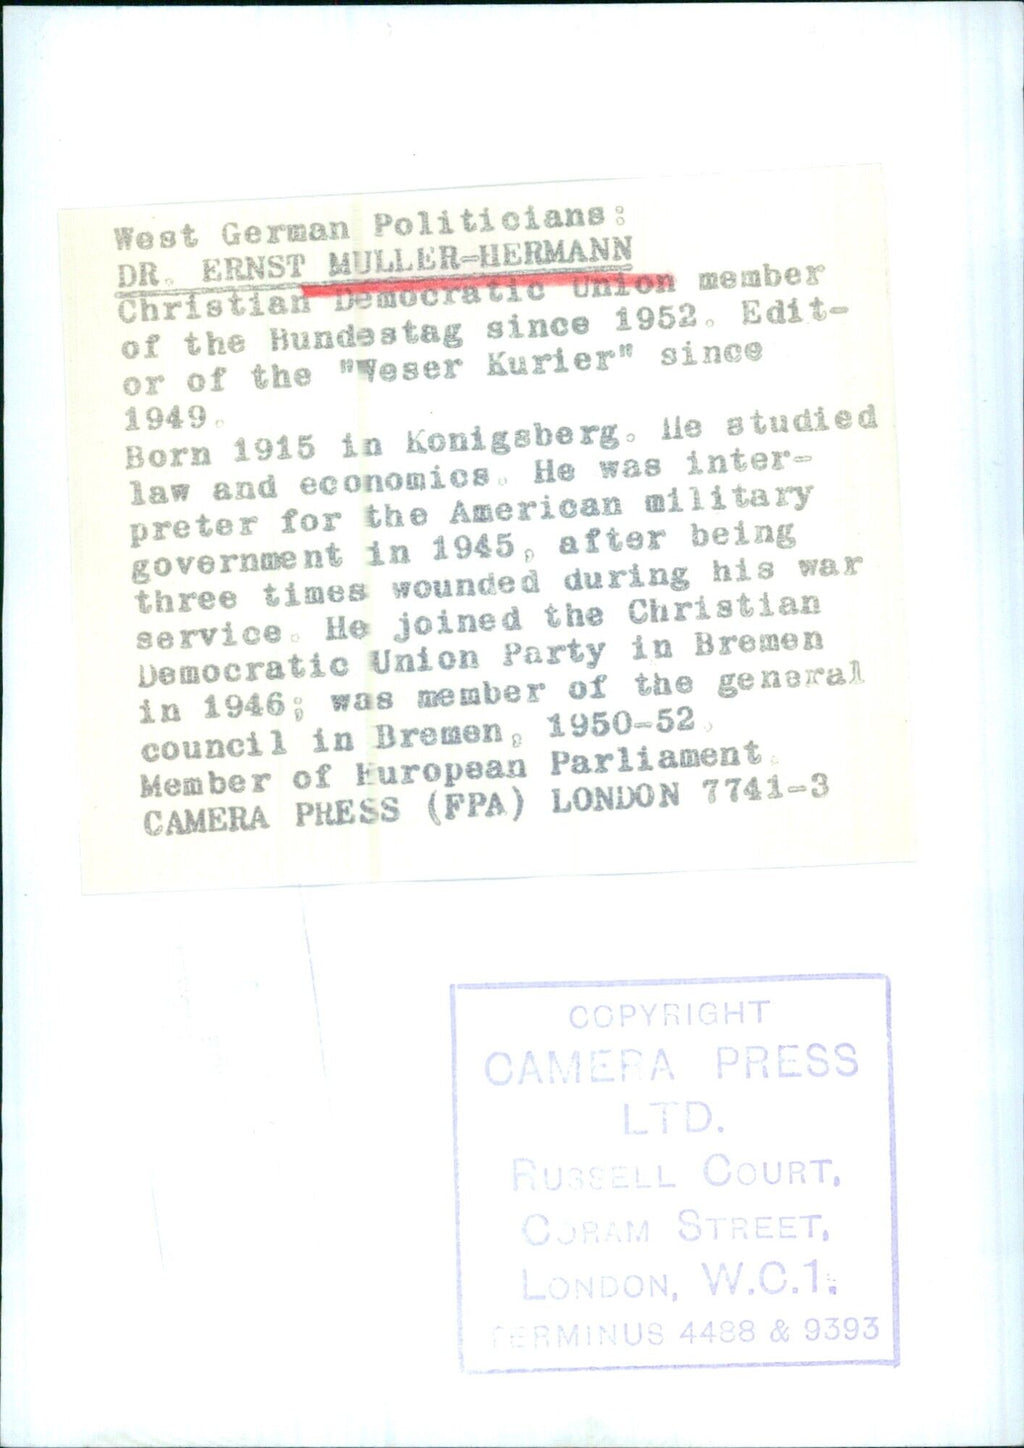 West German Politicians:
DR. ERNST MULLER-HERMANN
Christian Democratic Union member
of the Bundestag since 1952. Edit-
or of the "Weser Kurier" since
1949.
Born 1915 in Konigsberg. He studied
law and economics. He was inter-
preter for the American military
government in 1945, after being
three times wounded during his war
service. He joined the Christian
Democratic Union Party in Bremen
in 1946; was member of the general
council in Bremen, 1950-52.
Member of European Parliament.
CAMERA PRESS (FPA) LONDON 7741-3
COPYRIGHT
CAMERA PRESS
LTD.
RUSSELL COURT,
CORAM STREET,
LONDON, W.C.1.
TERMINUS 4488 & 9393